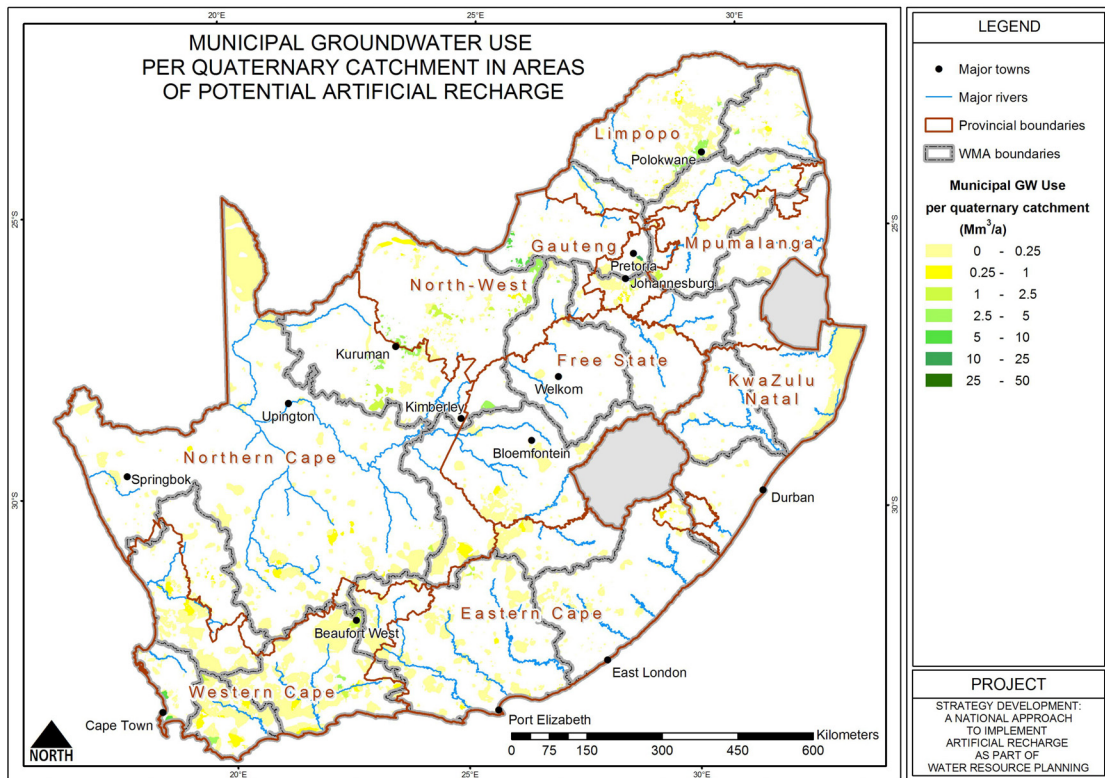 20°E
25°E
30°E
MUNICIPAL GROUNDWATER USE
PER QUATERNARY CATCHMENT IN AREAS
OF POTENTIAL ARTIFICIAL RECHARGE
Limpopo
Polokwane
25°S
25°S
Gauteng
Mpumalanga
Pretoria
Johannesburg
North-West
Kuruman
Free State
Welkom
KwaZulu
Natal
Kimberley
Upington
Bloemfontein
Northern Cape
Springbok
Durban
30°S
30°S
Eastern Cape
Beaufort West
East London
Western Cape
Cape Town
Port Elizabeth
NORTH
Kilometers
0 75 150 300 450 600
20°E
25°E
30°E
LEGEND
Major towns
Major rivers
Provincial boundaries
WMA boundaries
Municipal GW Use
per quaternary catchment
(Mm³/a)
0 - 0.25
0.25 - 1
1 - 2.5
2.5 - 5
5 - 10
10 - 25
25 - 50
PROJECT
STRATEGY DEVELOPMENT:
A NATIONAL APPROACH
TO IMPLEMENT
ARTIFICIAL RECHARGE
AS PART OF
WATER RESOURCE PLANNING